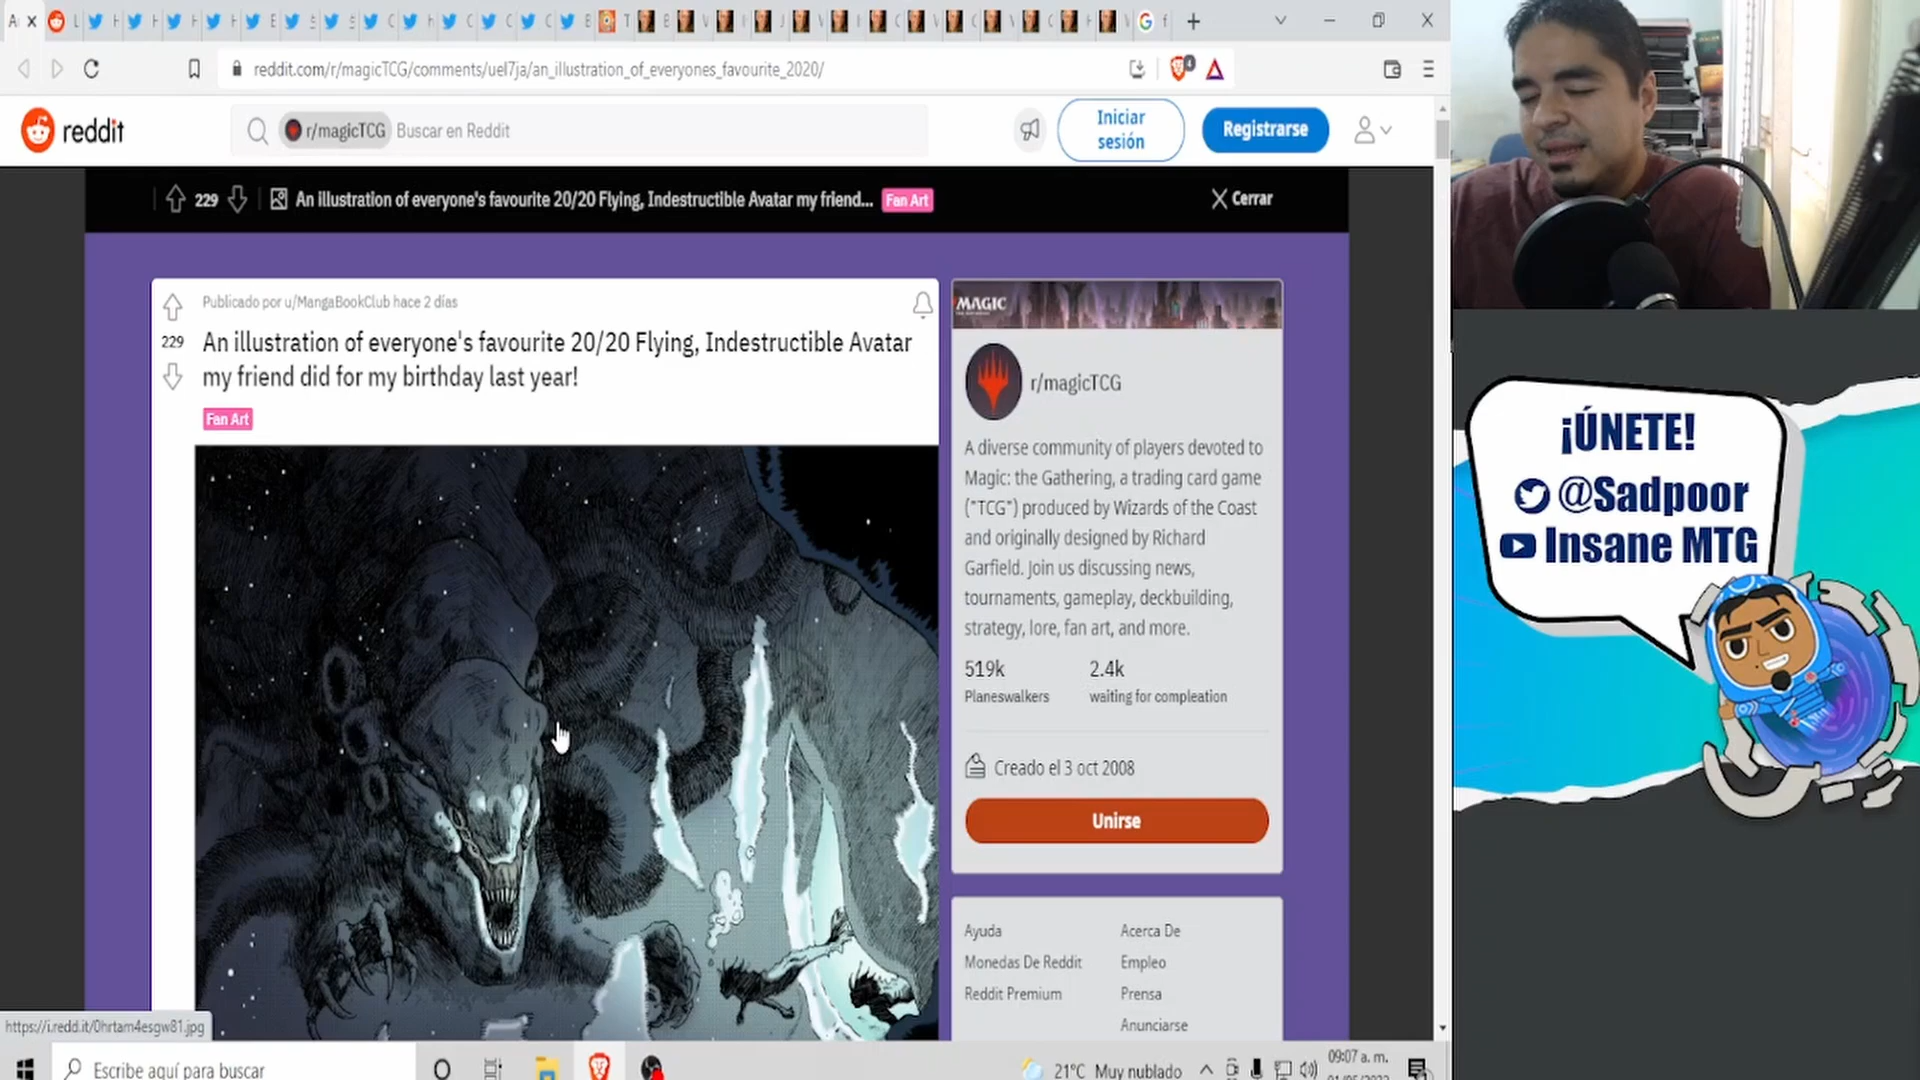 reddit.com/r/magicTCG/comments/uel7ja/an_illustration_of_everyones_favourite_2020/
reddit
r/magicTCG Buscar en Reddit
Iniciar
sesión
Registrarse
229
An illustration of everyone's favourite 20/20 Flying, Indestructible Avatar my friend...
Fan Art
Cerrar
Publicado por u/MangaBookClub hace 2 días
229
An illustration of everyone's favourite 20/20 Flying, Indestructible Avatar
my friend did for my birthday last year!
Fan Art
MAGIC
r/magicTCG
A diverse community of players devoted to
Magic: the Gathering, a trading card game
("TCG") produced by Wizards of the Coast
and originally designed by Richard
Garfield. Join us discussing news,
tournaments, gameplay, deckbuilding,
strategy, lore, fan art, and more.
519k 2.4k
Planeswalkers waiting for compleation
Creado el 3 oct 2008
Unirse
Ayuda Acerca De
Monedas De Reddit Empleo
Reddit Premium Prensa
Anunciarse
https://i.redd.it/0hrtam4esgw81.jpg
Escribe aquí para buscar
21°C Muy nublado
09:07 a. m.
¡ÚNETE!
@Sadpoor
Insane MTG